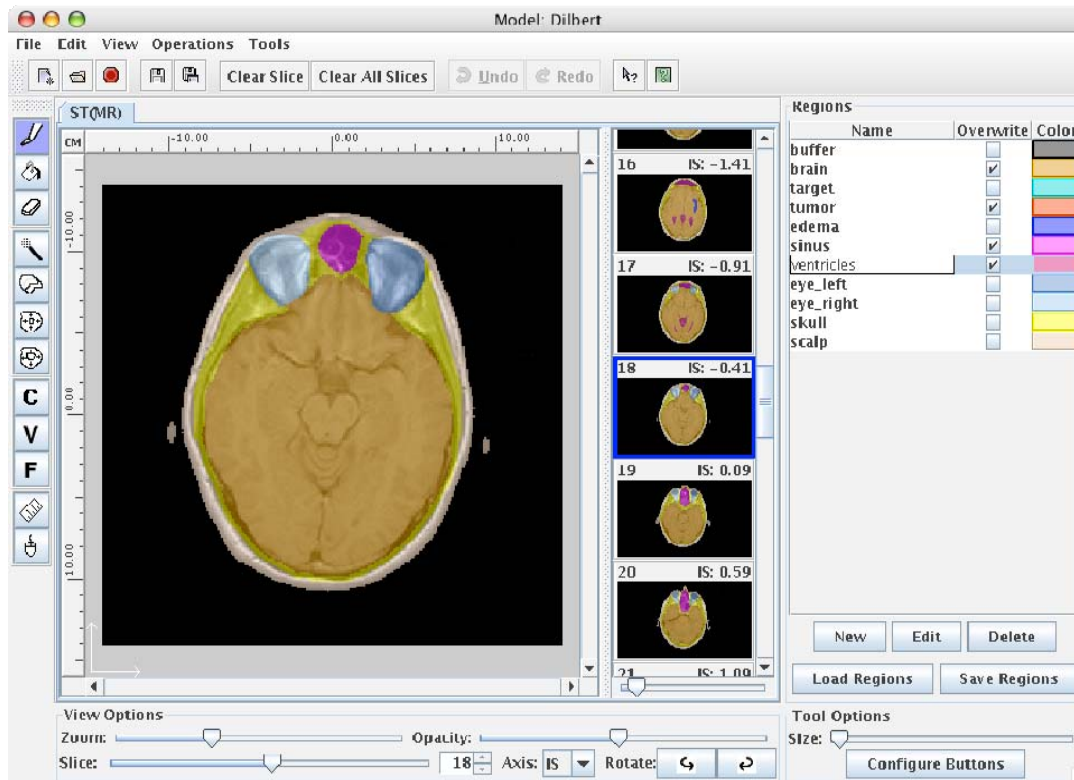 Model: Dilbert
File Edit View Operations Tools
Clear Slice Clear All Slices Undo Redo
ST(MR)
CM -10.00 0.00 10.00
-10.00
0.00
10.00
16 IS: -1.41
17 IS: -0.91
18 IS: -0.41
19 IS: 0.09
20 IS: 0.59
21 IS: 1.09
Regions
Name Overwrite Color
buffer
brain
target
tumor
edema
sinus
ventricles
eye_left
eye_right
skull
scalp
C
V
F
New Edit Delete
Load Regions Save Regions
View Options
Zoom: Opacity:
Slice: 18 Axis: IS Rotate:
Tool Options
Size:
Configure Buttons